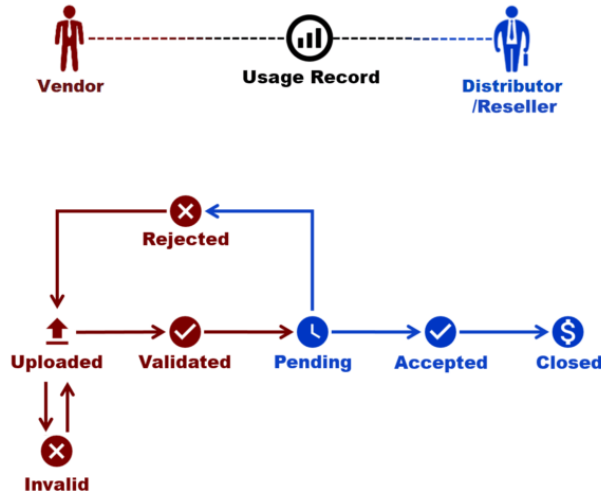 Vendor
Usage Record
Distributor
/Reseller
Rejected
Uploaded
Validated
Pending
Accepted
Closed
Invalid